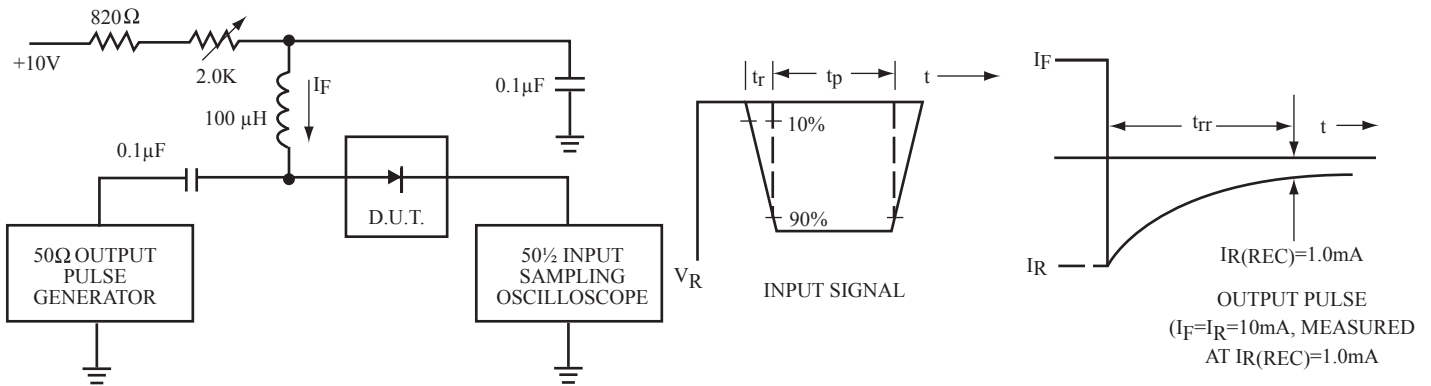 820Ω
+10V
2.0K
100 µH
IF
0.1µF
0.1µF
D.U.T.
50Ω OUTPUT
PULSE
GENERATOR
50½ INPUT
SAMPLING
OSCILLOSCOPE
tr
tp
t
10%
90%
VR
INPUT SIGNAL
IF
trr
t
IR
IR(REC)=1.0mA
OUTPUT PULSE
(IF=IR=10mA, MEASURED
AT IR(REC)=1.0mA